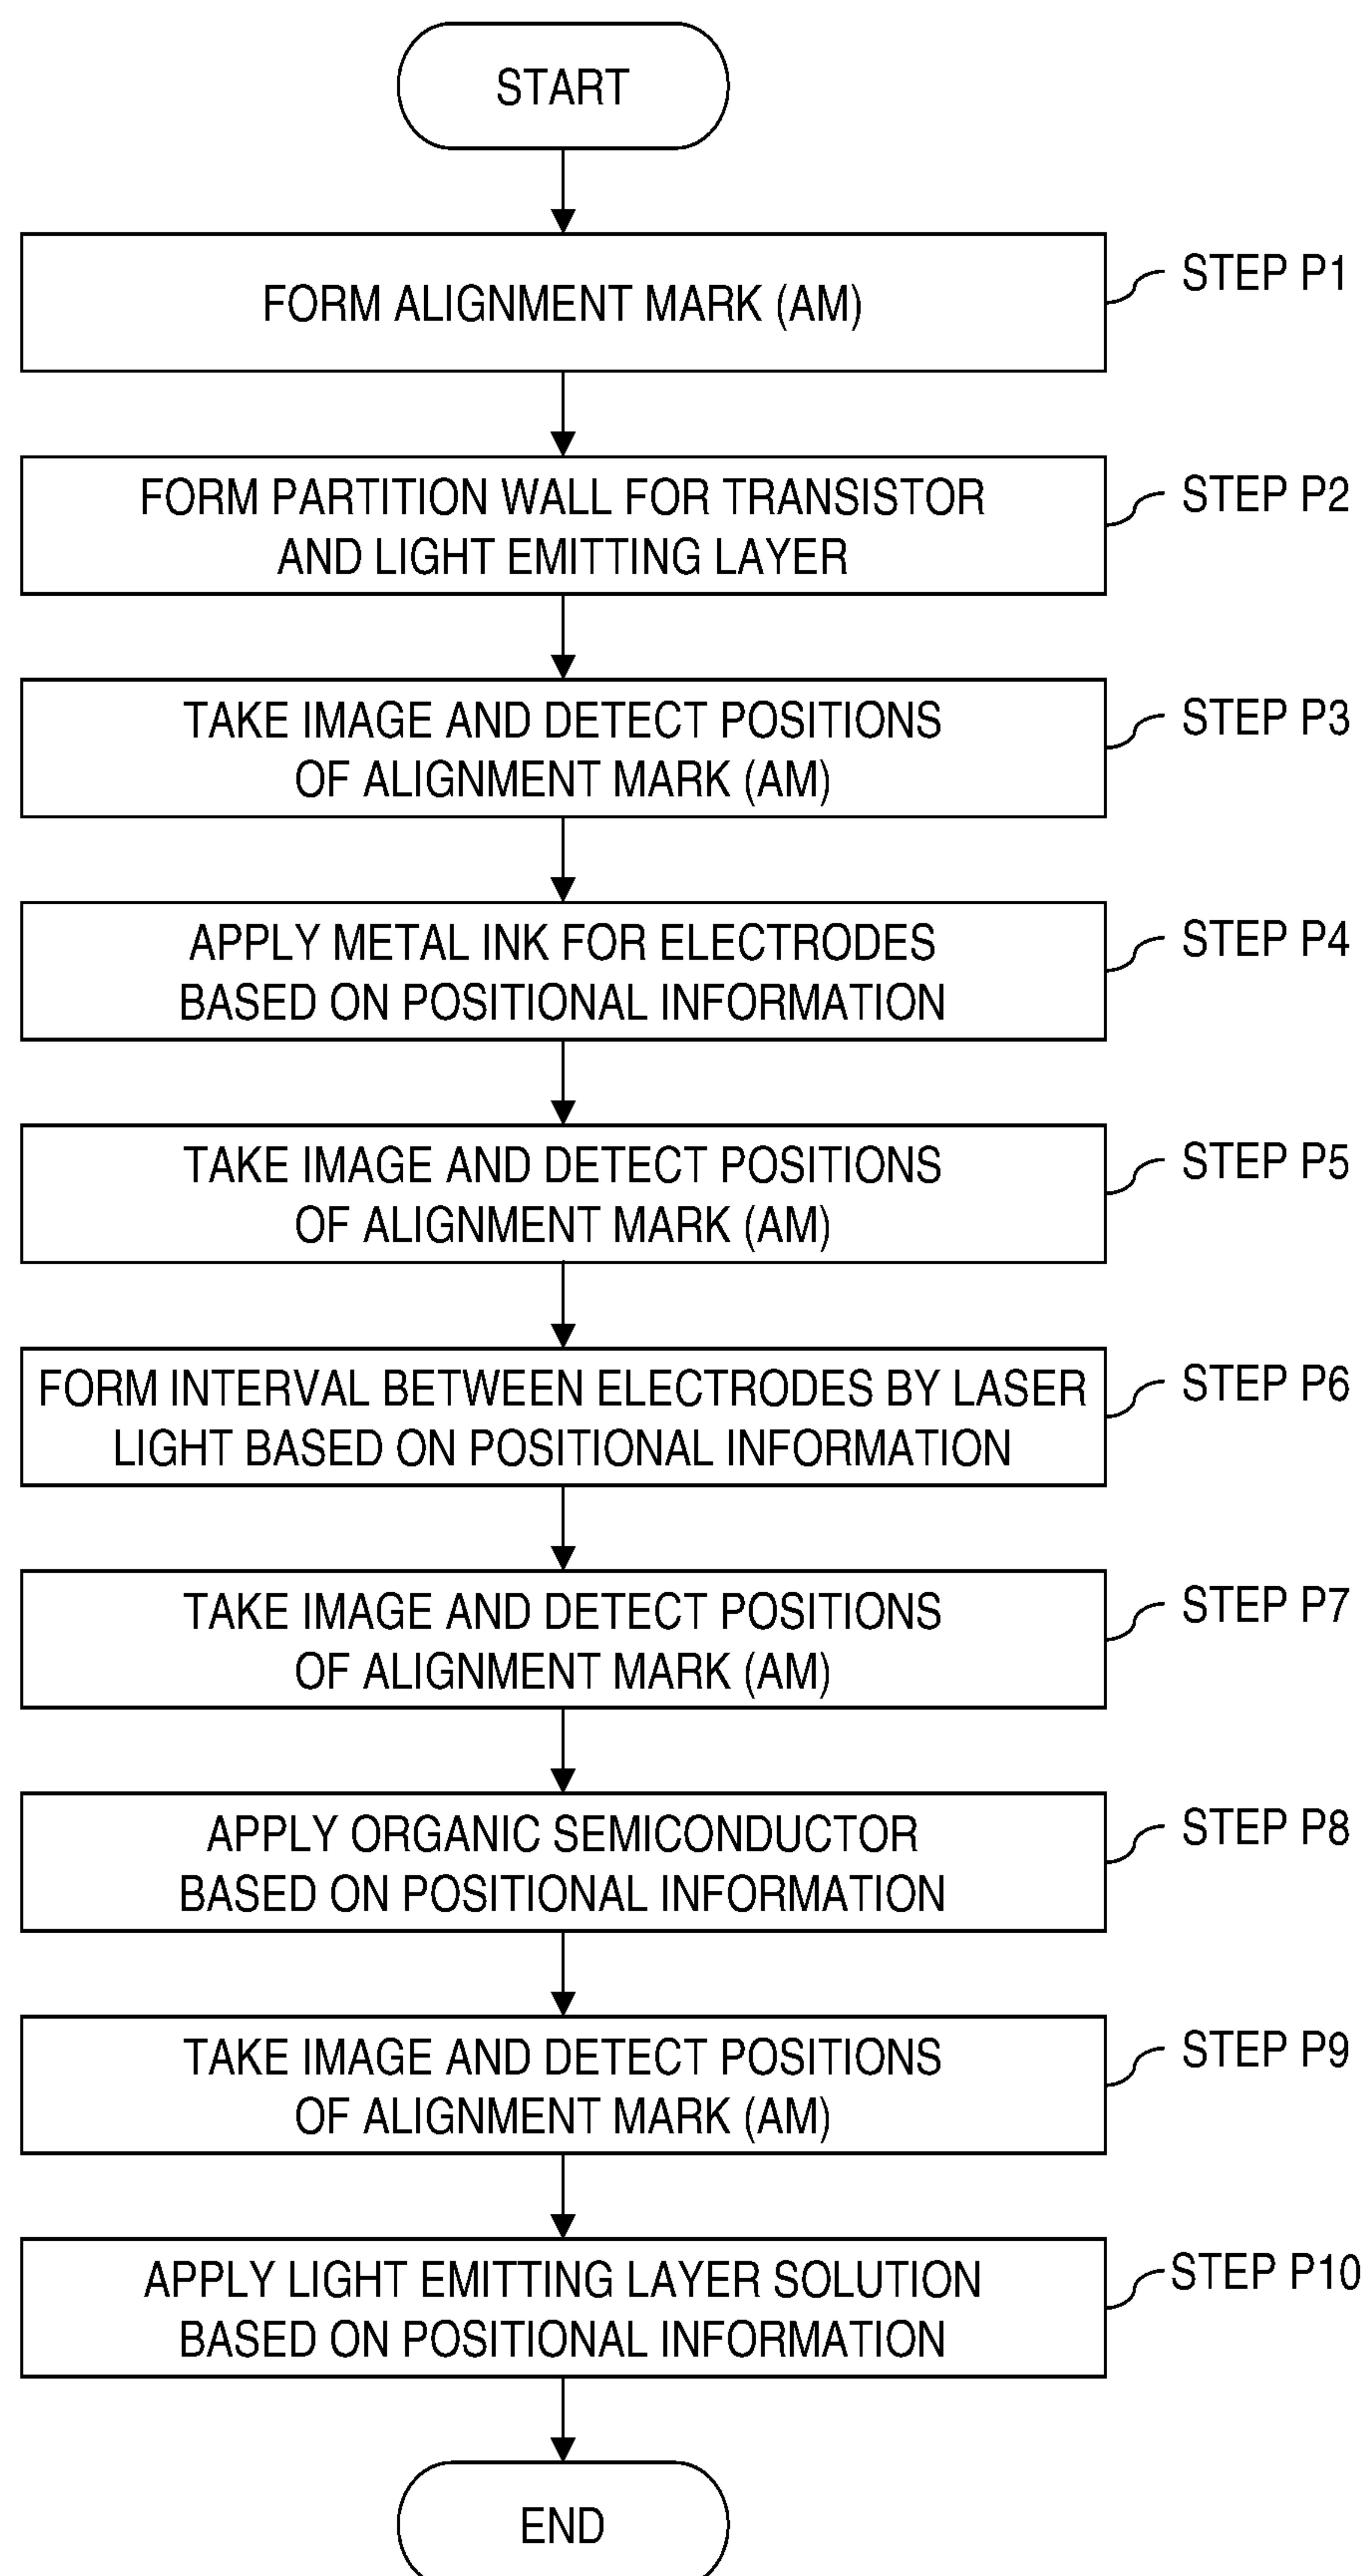 START
FORM ALIGNMENT MARK (AM)
STEP P1
FORM PARTITION WALL FOR TRANSISTOR
AND LIGHT EMITTING LAYER
STEP P2
TAKE IMAGE AND DETECT POSITIONS
OF ALIGNMENT MARK (AM)
STEP P3
APPLY METAL INK FOR ELECTRODES
BASED ON POSITIONAL INFORMATION
STEP P4
TAKE IMAGE AND DETECT POSITIONS
OF ALIGNMENT MARK (AM)
STEP P5
FORM INTERVAL BETWEEN ELECTRODES BY LASER
LIGHT BASED ON POSITIONAL INFORMATION
STEP P6
TAKE IMAGE AND DETECT POSITIONS
OF ALIGNMENT MARK (AM)
STEP P7
APPLY ORGANIC SEMICONDUCTOR
BASED ON POSITIONAL INFORMATION
STEP P8
TAKE IMAGE AND DETECT POSITIONS
OF ALIGNMENT MARK (AM)
STEP P9
APPLY LIGHT EMITTING LAYER SOLUTION
BASED ON POSITIONAL INFORMATION
STEP P10
END